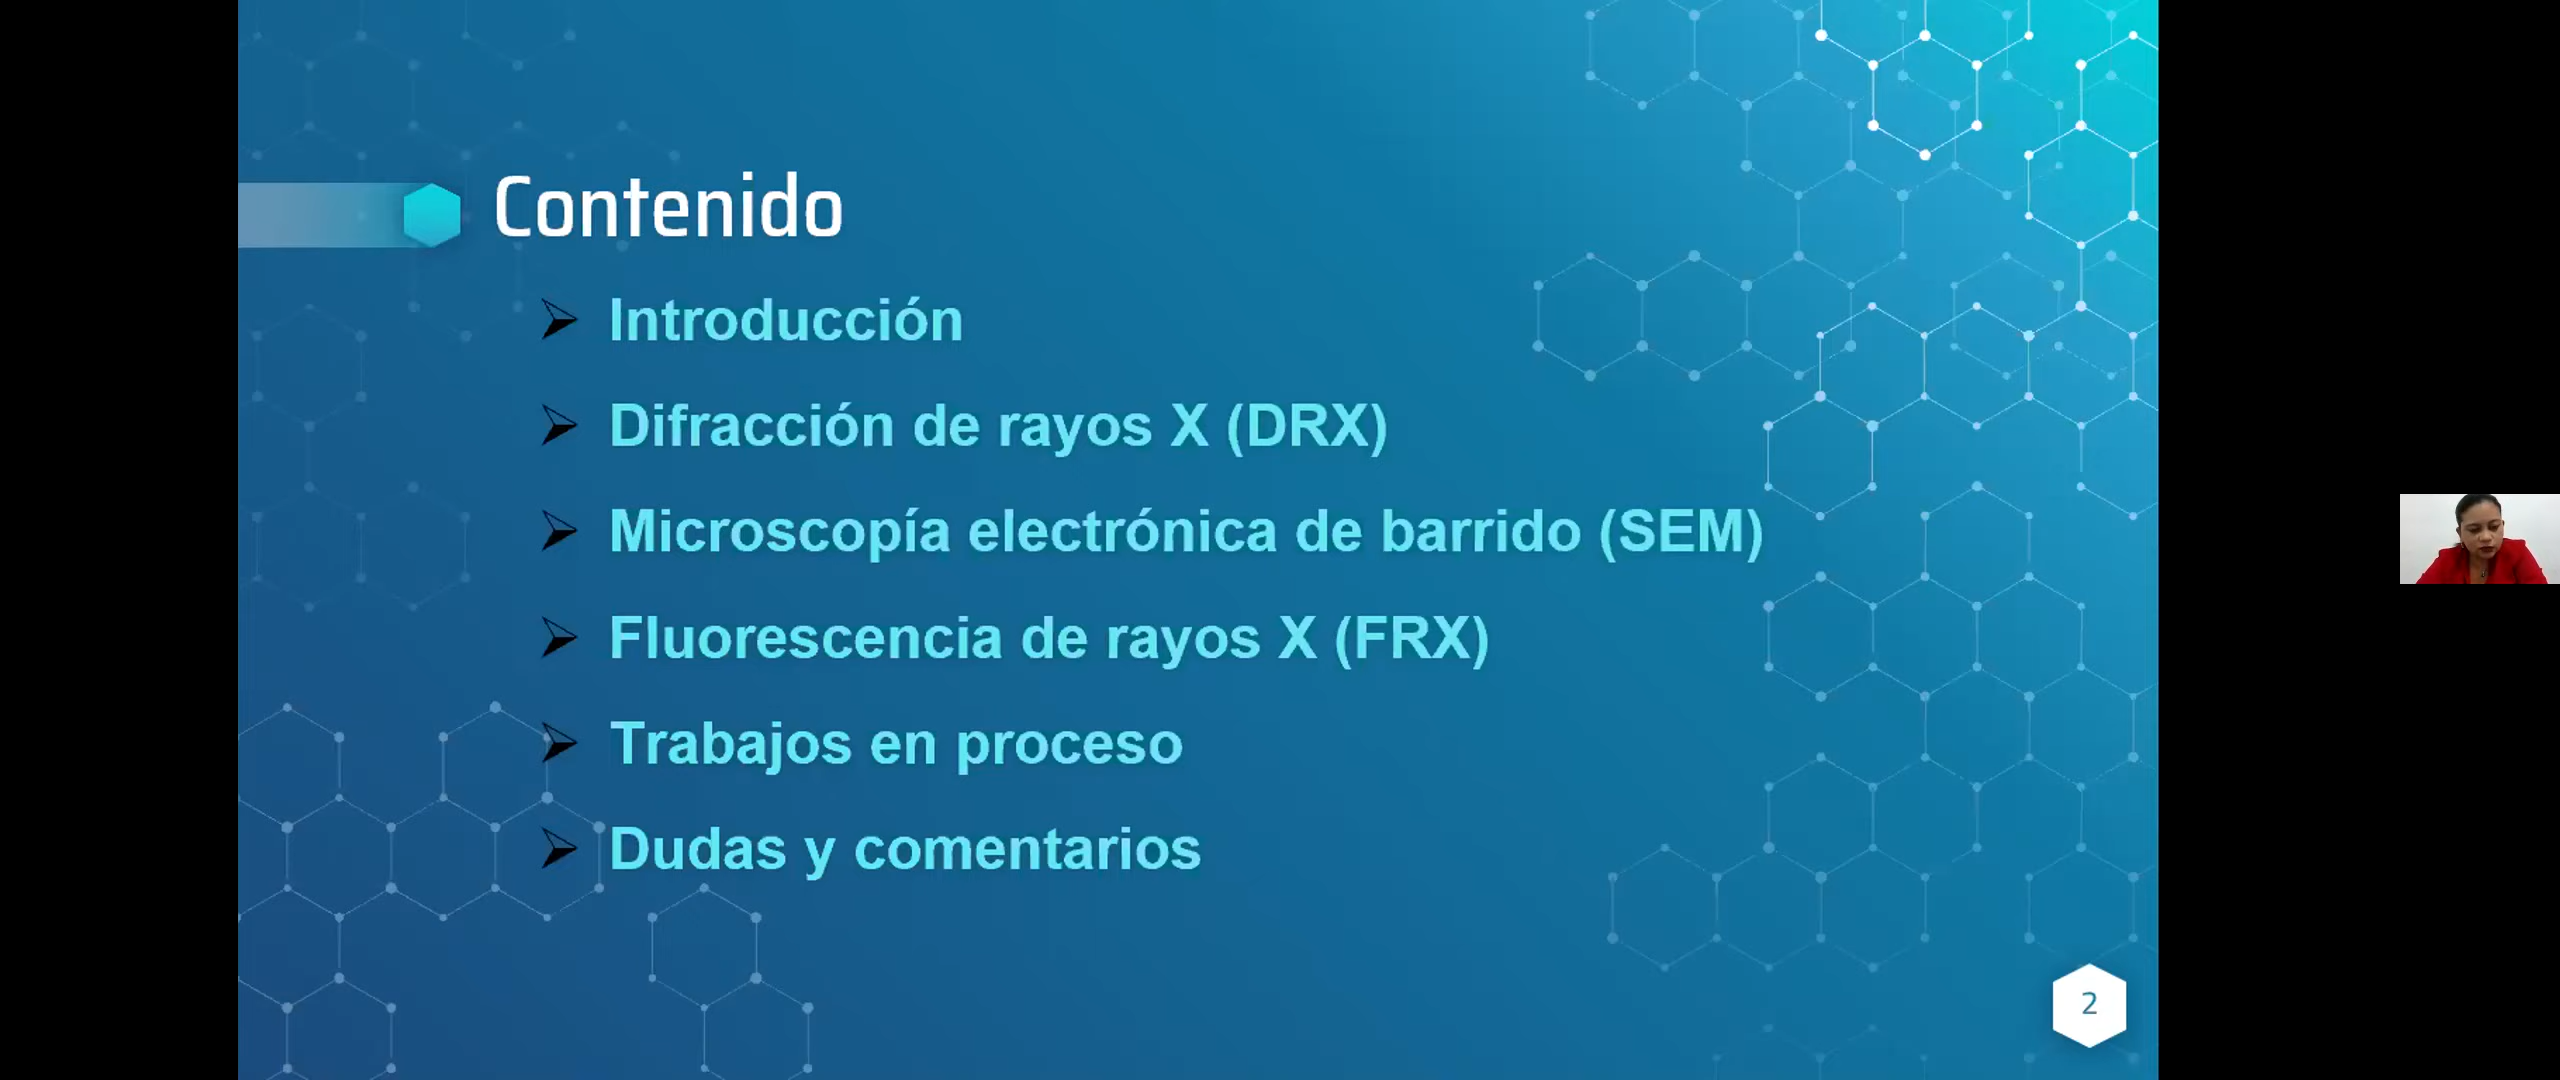 Contenido
Introducción
Difracción de rayos X (DRX)
Microscopía electrónica de barrido (SEM)
Fluorescencia de rayos X (FRX)
Trabajos en proceso
Dudas y comentarios
2